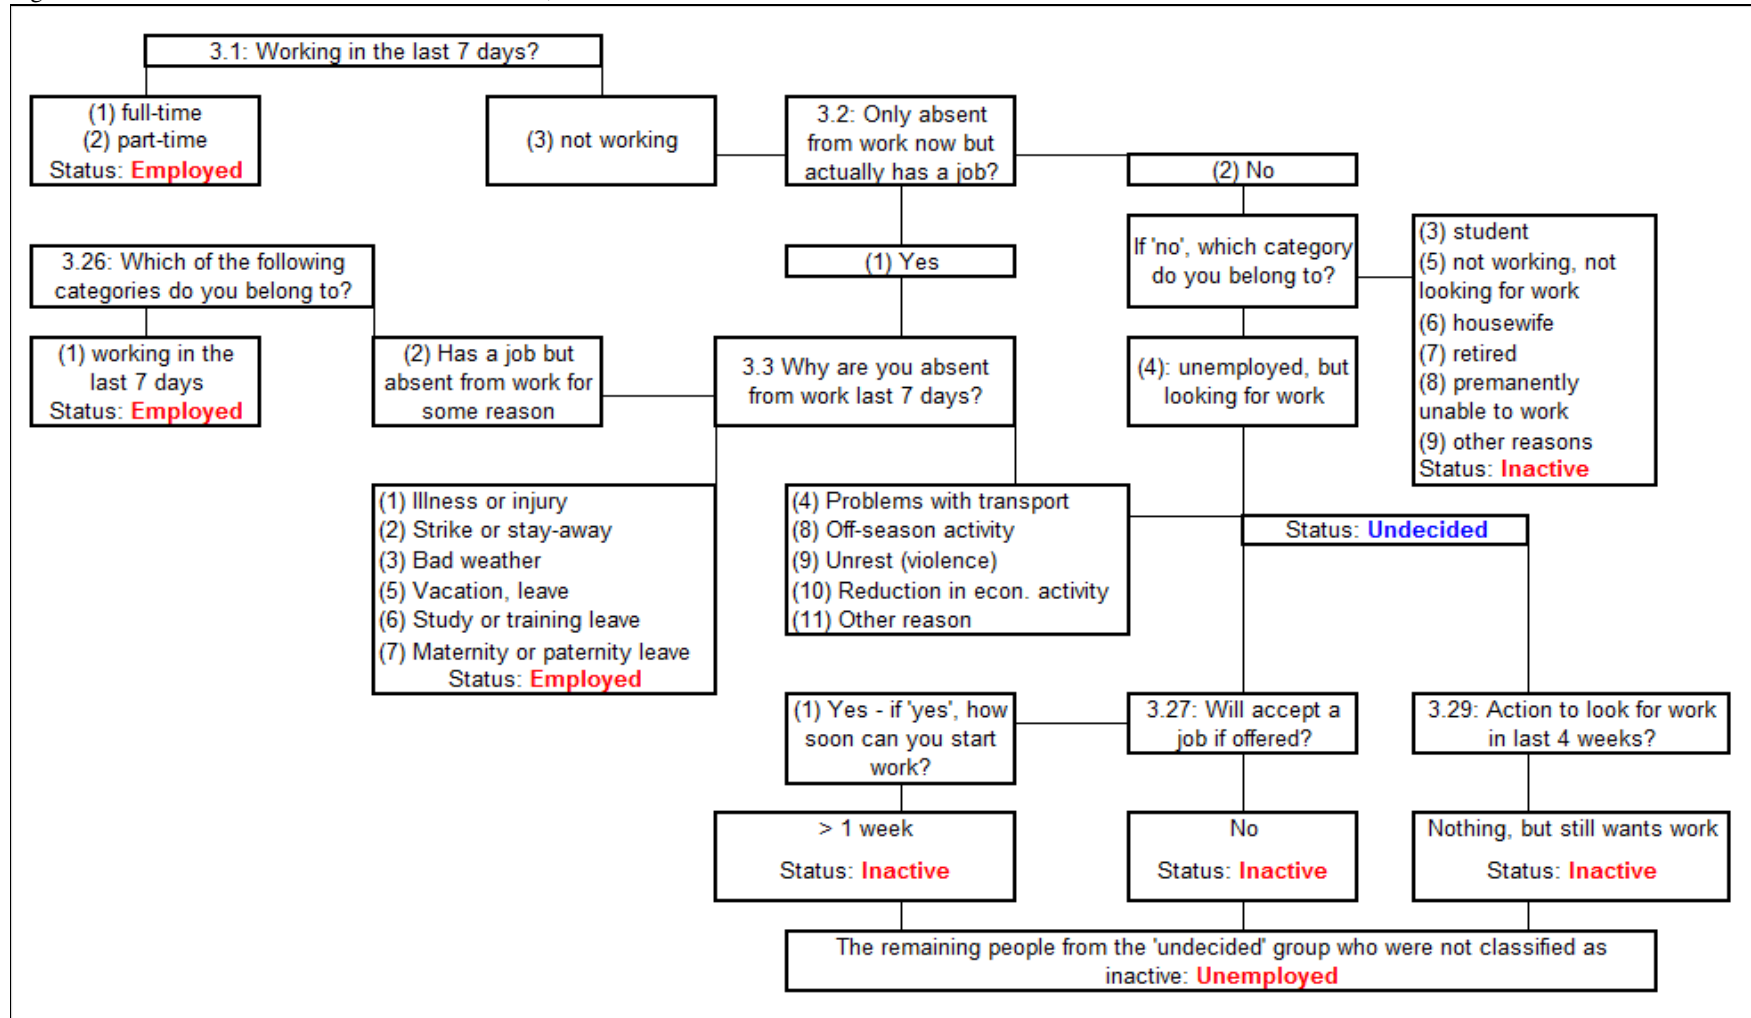 3.1: Working in the last 7 days?
(1) full-time
(2) part-time
Status: Employed
(3) not working
3.2: Only absent
from work now but
actually has a job?
(2) No
(1) Yes
If 'no', which category
do you belong to?
(3) student
(5) not working, not
looking for work
(6) housewife
(7) retired
(8) premanently
unable to work
(9) other reasons
Status: Inactive
3.26: Which of the following
categories do you belong to?
(1) working in the
last 7 days
Status: Employed
(2) Has a job but
absent from work for
some reason
3.3 Why are you absent
from work last 7 days?
(4): unemployed, but
looking for work
(1) Illness or injury
(2) Strike or stay-away
(3) Bad weather
(5) Vacation, leave
(6) Study or training leave
(7) Maternity or paternity leave
Status: Employed
(4) Problems with transport
(8) Off-season activity
(9) Unrest (violence)
(10) Reduction in econ. activity
(11) Other reason
Status: Undecided
(1) Yes - if 'yes', how
soon can you start
work?
3.27: Will accept a
job if offered?
3.29: Action to look for work
in last 4 weeks?
> 1 week
Status: Inactive
No
Status: Inactive
Nothing, but still wants work
Status: Inactive
The remaining people from the 'undecided' group who were not classified as
inactive: Unemployed